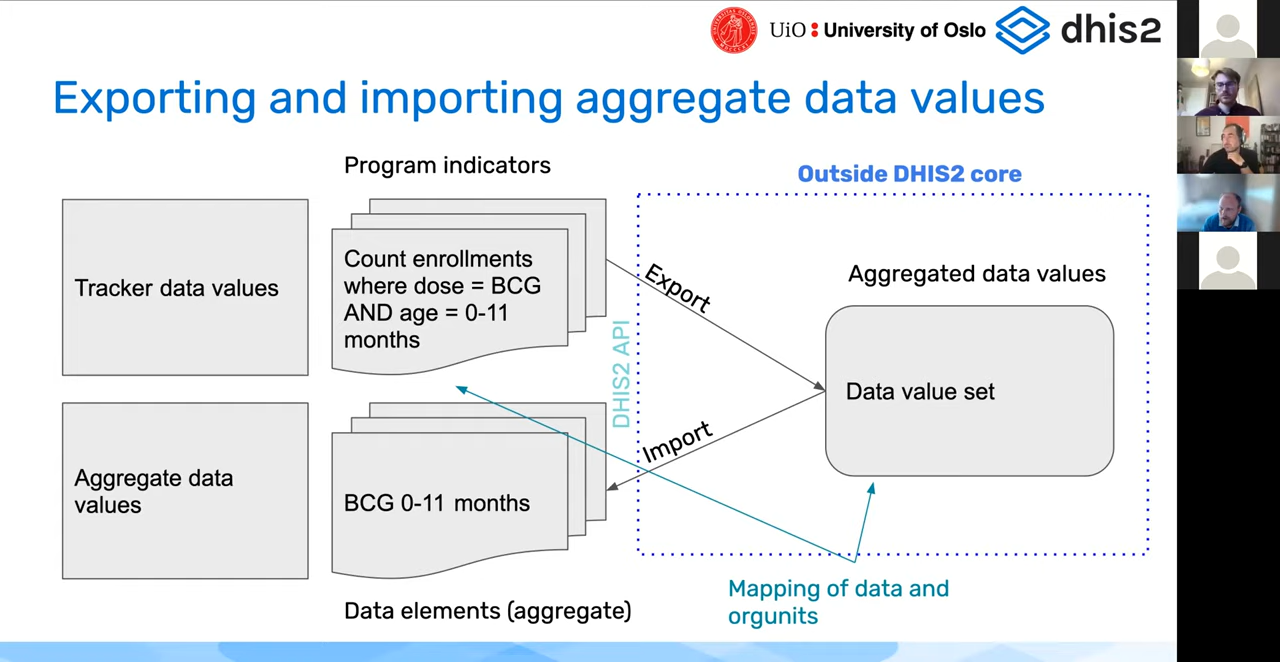 UiO : University of Oslo
dhis2
Exporting and importing aggregate data values
Program indicators
Outside DHIS2 core
Tracker data values
Count enrollments
where dose = BCG
AND age = 0-11
months
Export
Aggregated data values
DHIS2 API
Data value set
Import
Aggregate data
values
BCG 0-11 months
Mapping of data and
orgunits
Data elements (aggregate)